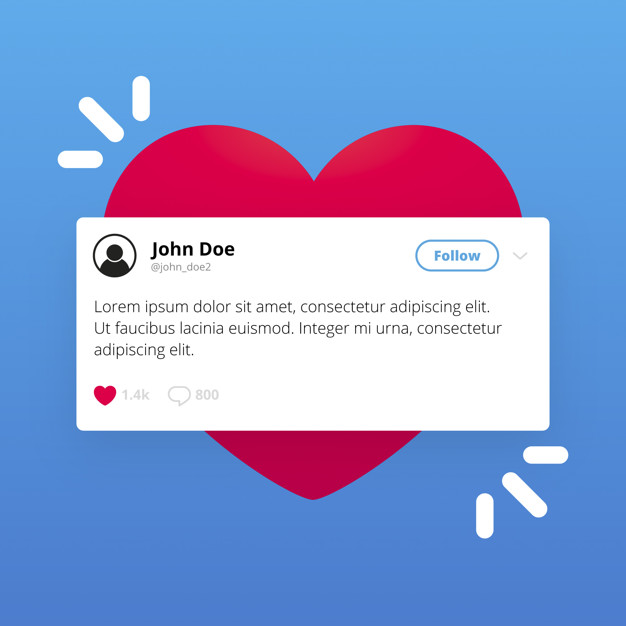 John Doe
@john_doe2
Follow
Lorem ipsum dolor sit amet, consectetur adipiscing elit.
Ut faucibus lacinia euismod. Integer mi urna, consectetur
adipiscing elit.
1.4k 800